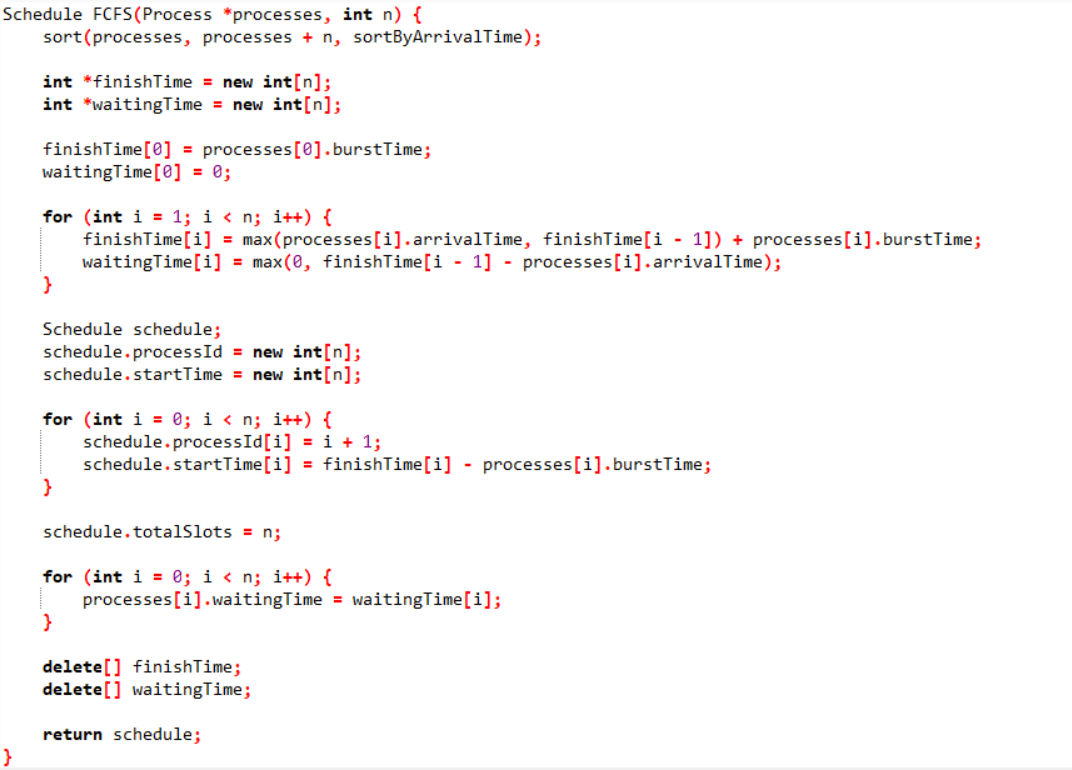 Schedule FCFS(Process *processes, int n) {
    sort(processes, processes + n, sortByArrivalTime);

    int *finishTime = new int[n];
    int *waitingTime = new int[n];

    finishTime[0] = processes[0].burstTime;
    waitingTime[0] = 0;

    for (int i = 1; i < n; i++) {
        finishTime[i] = max(processes[i].arrivalTime, finishTime[i - 1]) + processes[i].burstTime;
        waitingTime[i] = max(0, finishTime[i - 1] - processes[i].arrivalTime);
    }

    Schedule schedule;
    schedule.processId = new int[n];
    schedule.startTime = new int[n];

    for (int i = 0; i < n; i++) {
        schedule.processId[i] = i + 1;
        schedule.startTime[i] = finishTime[i] - processes[i].burstTime;
    }

    schedule.totalSlots = n;

    for (int i = 0; i < n; i++) {
        processes[i].waitingTime = waitingTime[i];
    }

    delete[] finishTime;
    delete[] waitingTime;

    return schedule;
}